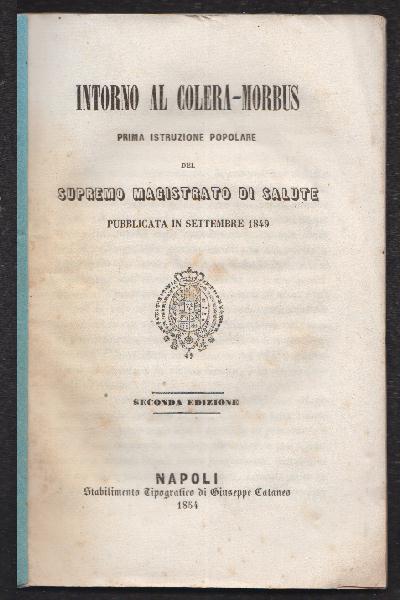 INTORNO AL COLERA-MORBUS
PRIMA ISTRUZIONE POPOLARE
DEL
SUPREMO MAGISTRATO DI SALUTE
PUBBLICATA IN SETTEMBRE 1849
49
SECONDA EDIZIONE
NAPOLI
Stabilimento Tipografico di Giuseppe Cataneo
1854